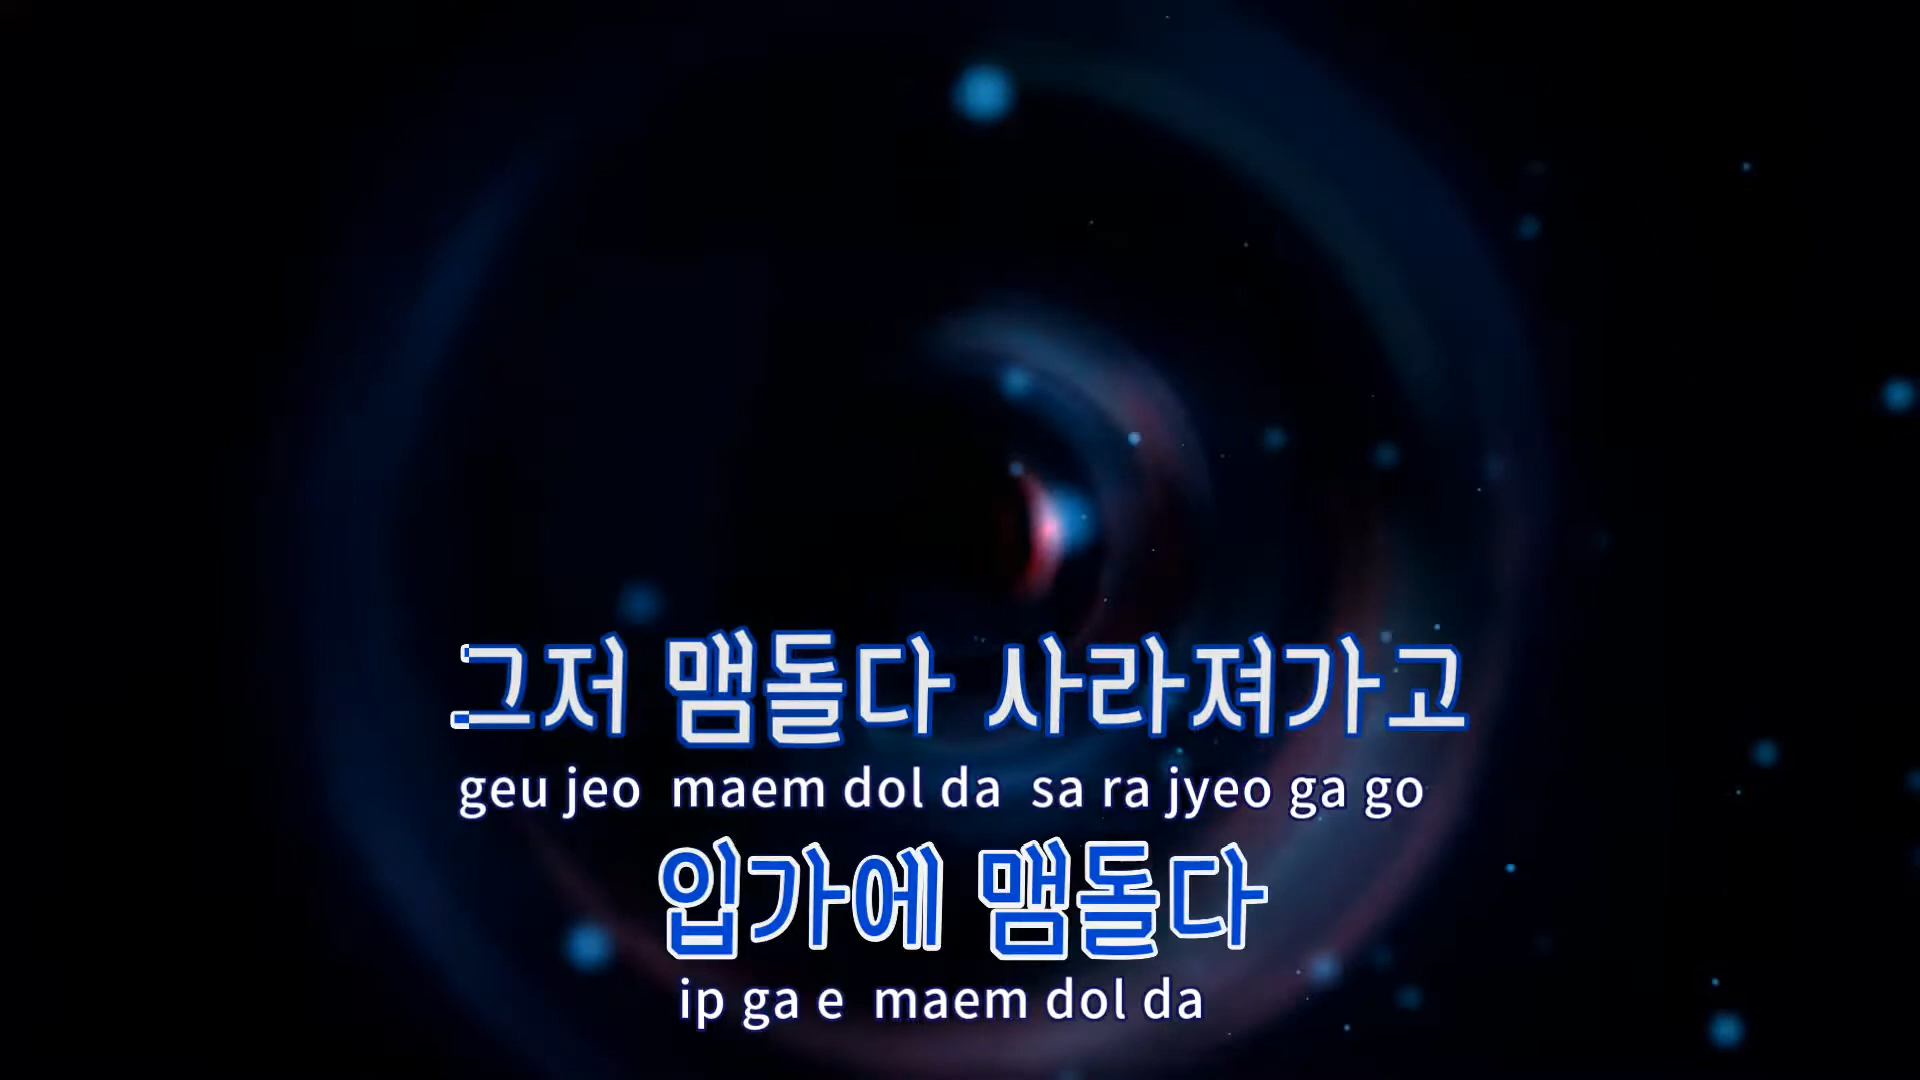 그저 맴돌다 사라져가고
geu jeo maem dol da sa ra jyeo ga go
입가에 맴돌다
ip ga e maem dol da